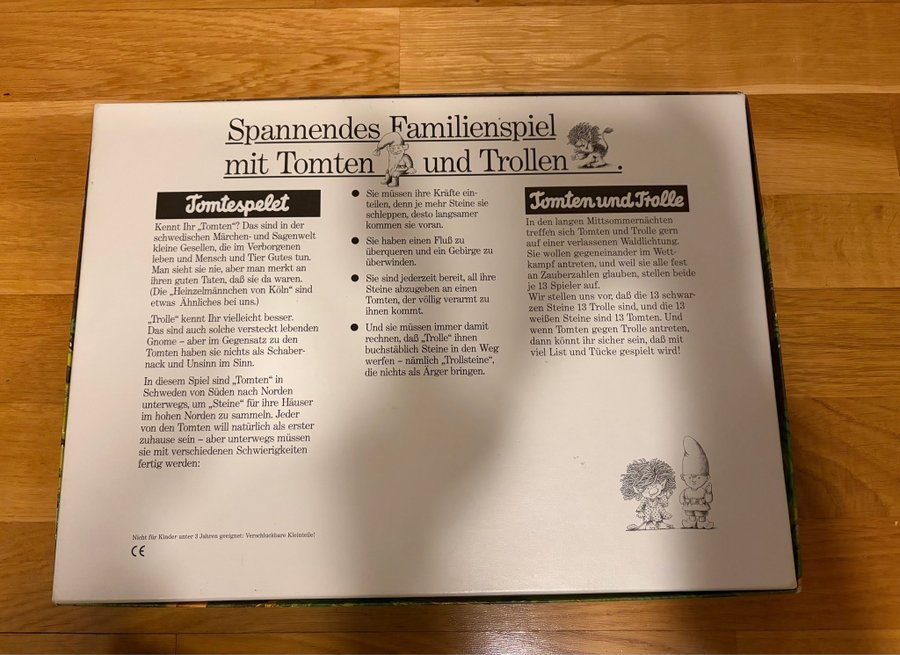 Spannendes Familienspiel
mit Tomten und Trollen .
Tomtespelet
Kennt Ihr „Tomten"? Das sind in der
schwedischen Märchen- und Sagenwelt
kleine Gesellen, die im Verborgenen
leben und Mensch und Tier Gutes tun.
Man sieht sie nie, aber man merkt an
ihren guten Taten, daß sie da waren.
(Die „Heinzelmännchen von Köln" sind
etwas Ähnliches bei uns.)
„Trolle" kennt Ihr vielleicht besser.
Das sind auch solche versteckt lebenden
Gnome – aber im Gegensatz zu den
Tomten haben sie nichts als Schaber-
nack und Unsinn im Sinn.
In diesem Spiel sind „Tomten" in
Schweden von Süden nach Norden
unterwegs, um „Steine" für ihre Häuser
im hohen Norden zu sammeln. Jeder
von den Tomten will natürlich als erster
zuhause sein – aber unterwegs müssen
sie mit verschiedenen Schwierigkeiten
fertig werden:
Nicht für Kinder unter 3 Jahren geeignet: Verschluckbare Kleinteile!
CE
● Sie müssen ihre Kräfte ein-
teilen, denn je mehr Steine sie
schleppen, desto langsamer
kommen sie voran.
● Sie haben einen Fluß zu
überqueren und ein Gebirge zu
überwinden.
● Sie sind jederzeit bereit, all ihre
Steine abzugeben an einen
Tomten, der völlig verarmt zu
ihnen kommt.
● Und sie müssen immer damit
rechnen, daß „Trolle" ihnen
buchstäblich Steine in den Weg
werfen – nämlich „Trollsteine",
die nichts als Ärger bringen.
Tomten und Trolle
In den langen Mittsommernächten
treffen sich Tomten und Trolle gern
auf einer verlassenen Waldlichtung.
Sie wollen gegeneinander im Wett-
kampf antreten, und weil sie alle fest
an Zauberzahlen glauben, stellen beide
je 13 Spieler auf.
Wir stellen uns vor, daß die 13 schwar-
zen Steine 13 Trolle sind, und die 13
weißen Steine sind 13 Tomten. Und
wenn Tomten gegen Trolle antreten,
dann könnt ihr sicher sein, daß mit
viel List und Tücke gespielt wird!